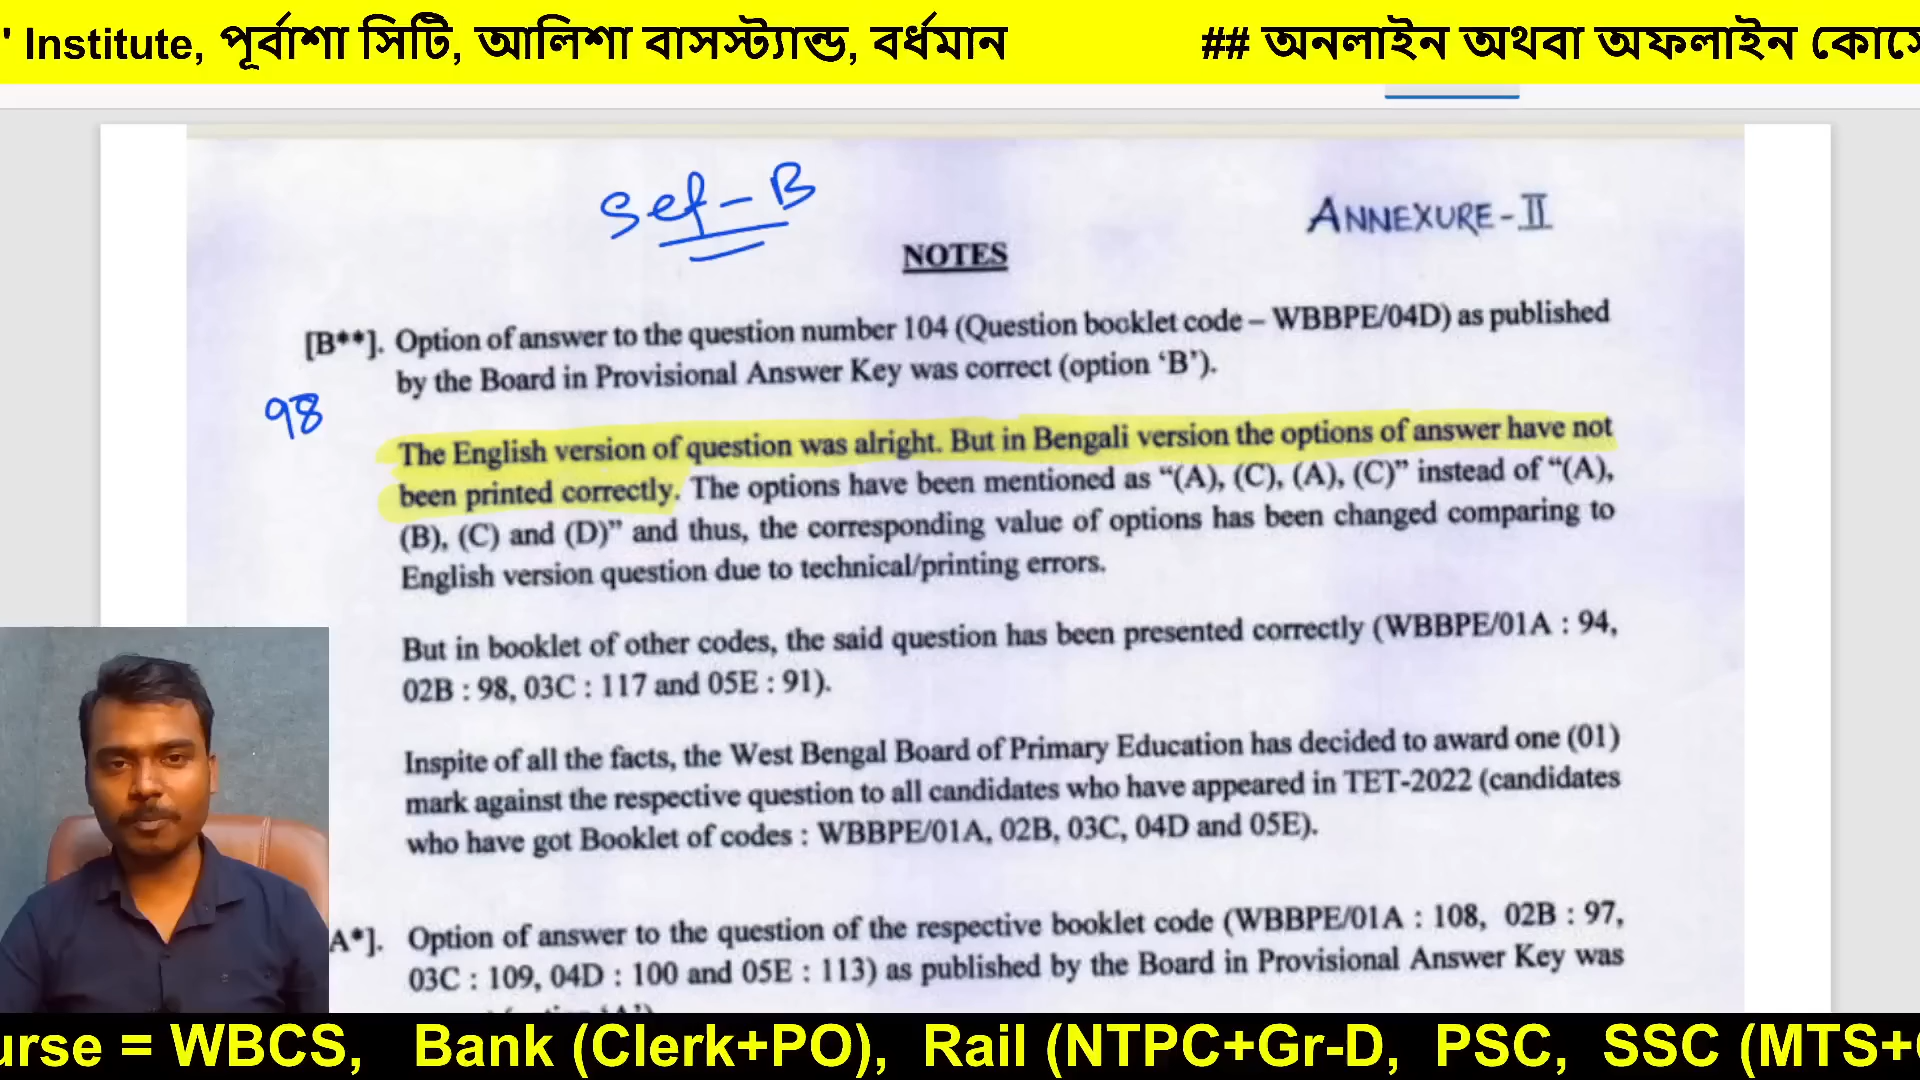 ' Institute, পূর্বাশা সিটি, আলিশা বাসস্ট্যান্ড, বর্ধমান ## অনলাইন অথবা অফলাইন কোর্সে
Set-B
ANNEXURE-II
NOTES
[B**]. Option of answer to the question number 104 (Question booklet code – WBBPE/04D) as published
by the Board in Provisional Answer Key was correct (option ‘B’).
98
The English version of question was alright. But in Bengali version the options of answer have not
been printed correctly. The options have been mentioned as “(A), (C), (A), (C)” instead of “(A),
(B), (C) and (D)” and thus, the corresponding value of options has been changed comparing to
English version question due to technical/printing errors.
But in booklet of other codes, the said question has been presented correctly (WBBPE/01A : 94,
02B : 98, 03C : 117 and 05E : 91).
Inspite of all the facts, the West Bengal Board of Primary Education has decided to award one (01)
mark against the respective question to all candidates who have appeared in TET-2022 (candidates
who have got Booklet of codes : WBBPE/01A, 02B, 03C, 04D and 05E).
A*]. Option of answer to the question of the respective booklet code (WBBPE/01A : 108, 02B : 97,
03C : 109, 04D : 100 and 05E : 113) as published by the Board in Provisional Answer Key was
urse = WBCS, Bank (Clerk+PO), Rail (NTPC+Gr-D, PSC, SSC (MTS+